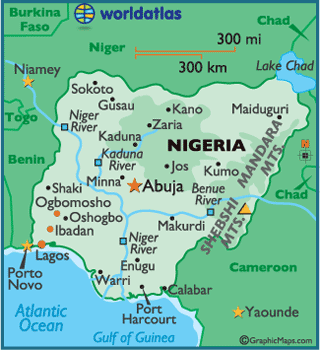 Burkina
Faso
worldatlas
Chad
300 mi
Niger
300 km
Niamey
Lake Chad
Sokoto
Gusau
Kano
Maiduguri
Zaria
Niger
River
Togo
Kaduna
NIGERIA
Kaduna
River
Benin
Jos
Kumo
MANDARA
MTS.
N
Minna
Abuja
Benue
River
Chad
Shaki
Ogbomosho
Oshogbo
SHEBSHI
MTS.
Ibadan
Makurdi
Niger
River
Lagos
Porto
Novo
Enugu
Cameroon
Warri
Calabar
Atlantic
Ocean
Port
Harcourt
Yaounde
Gulf of Guinea
©GraphicMaps.com